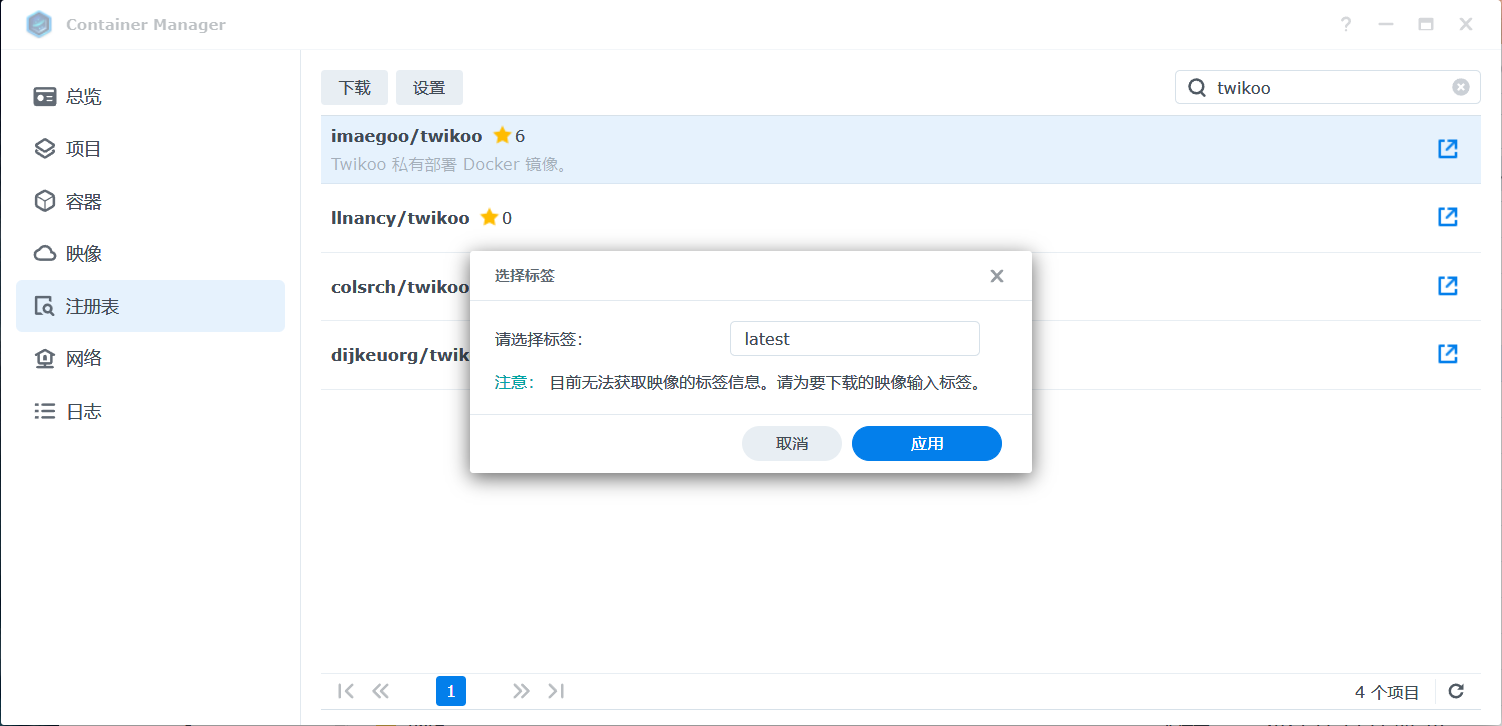 Container Manager
总览
项目
容器
映像
注册表
网络
日志
下载 设置 twikoo
imaegoo/twikoo 6
Twikoo 私有部署 Docker 镜像。
llnancy/twikoo 0
colsrch/twikoo
dijkeuorg/twik
选择标签
请选择标签: latest
注意: 目前无法获取映像的标签信息。请为要下载的映像输入标签。
取消 应用
1 4 个项目